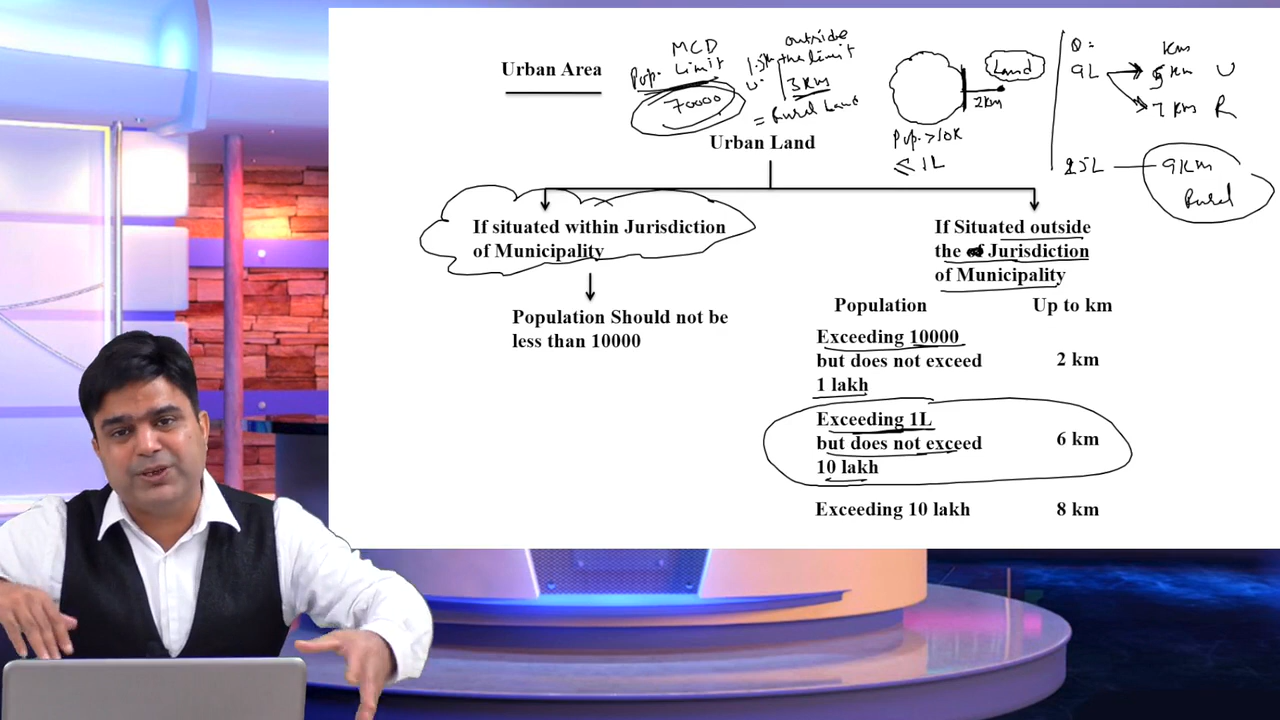 Urban Area
MCD
Pop. Limit
70000
1.5k
U.
outside
the limit
3km
= Rural Land
Land
2km
Pop. > 10K
≤ 1L
Q:
km
9L → 5km U
→ 7km R
25L — 9km
Rural
Urban Land
If situated within Jurisdiction
of Municipality
Population Should not be
less than 10000
If Situated outside
the Jurisdiction
of Municipality
Population Up to km
Exceeding 10000
but does not exceed 2 km
1 lakh
Exceeding 1L
but does not exceed 6 km
10 lakh
Exceeding 10 lakh 8 km